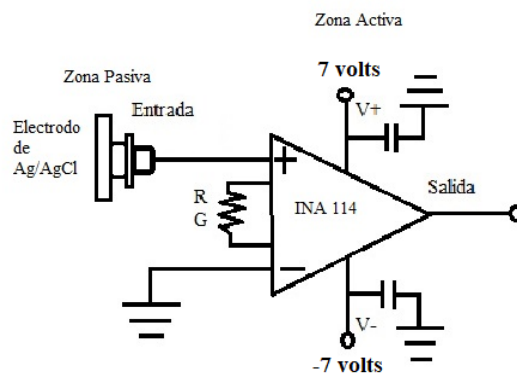 Zona Activa
Zona Pasiva
7 volts
V+
Entrada
Electrodo
de
Ag/AgCl
+
R
G
INA 114
Salida
−
V-
-7 volts